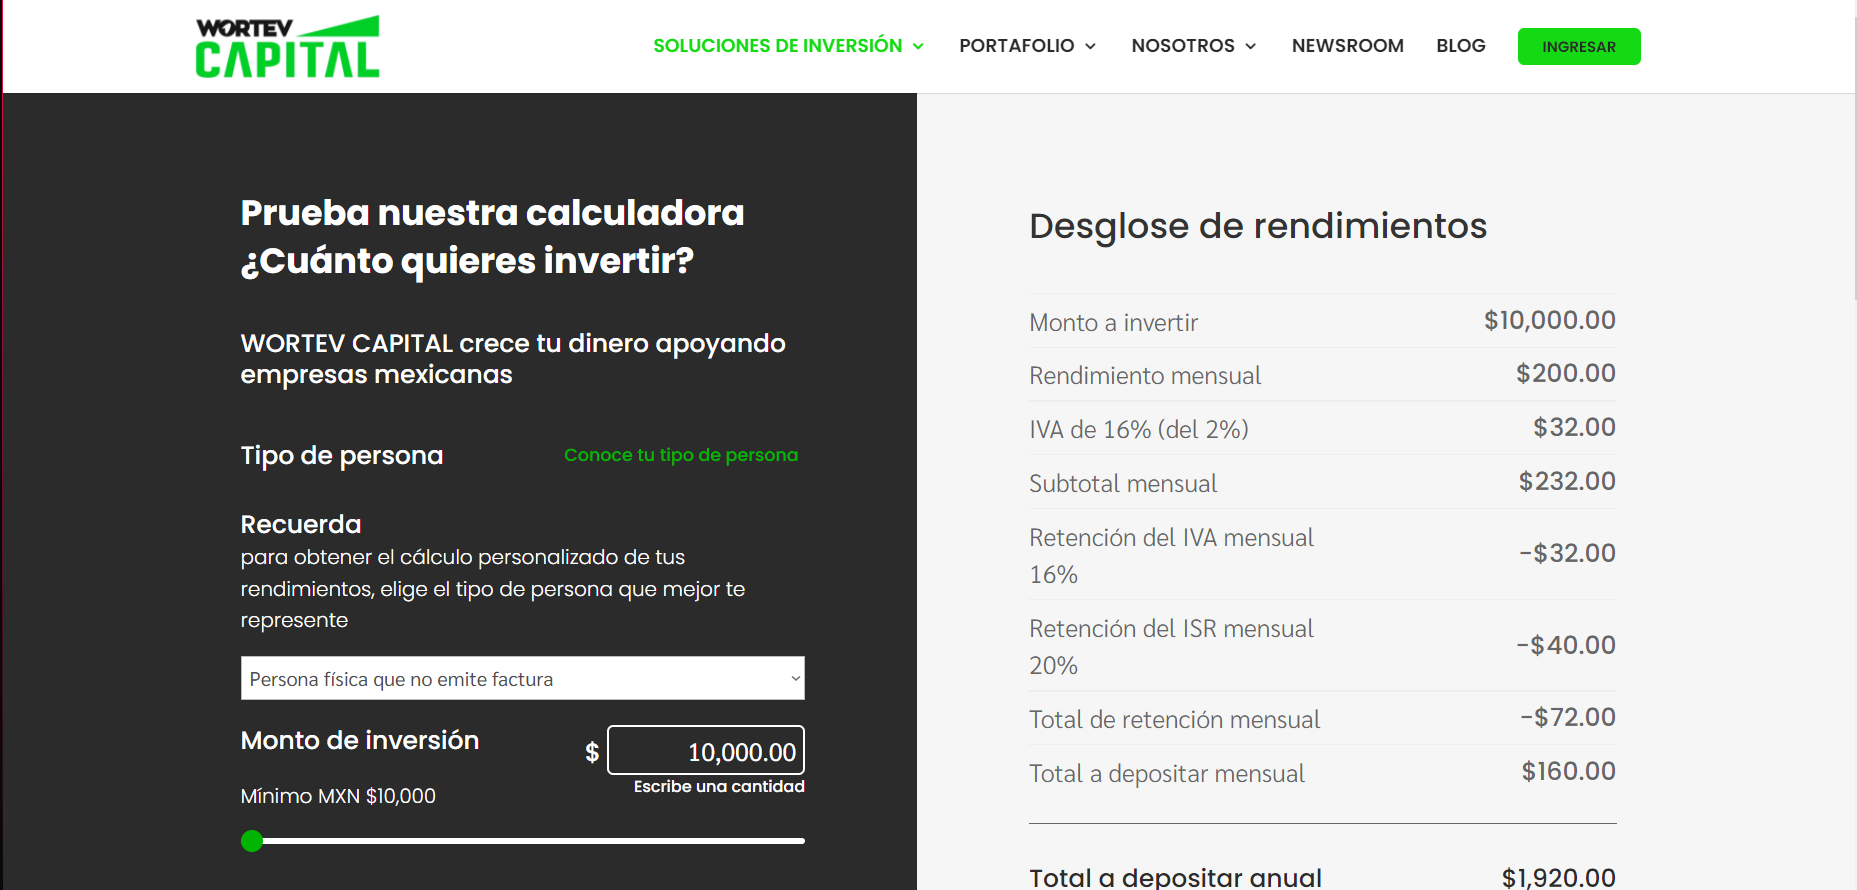 WORTEV
CAPITAL
SOLUCIONES DE INVERSIÓN
PORTAFOLIO
NOSOTROS
NEWSROOM
BLOG
INGRESAR
Prueba nuestra calculadora
¿Cuánto quieres invertir?
WORTEV CAPITAL crece tu dinero apoyando
empresas mexicanas
Tipo de persona
Conoce tu tipo de persona
Recuerda
para obtener el cálculo personalizado de tus
rendimientos, elige el tipo de persona que mejor te
represente
Persona física que no emite factura
Monto de inversión
$ 10,000.00
Escribe una cantidad
Mínimo MXN $10,000
Desglose de rendimientos
Monto a invertir $10,000.00
Rendimiento mensual $200.00
IVA de 16% (del 2%) $32.00
Subtotal mensual $232.00
Retención del IVA mensual
16% -$32.00
Retención del ISR mensual
20% -$40.00
Total de retención mensual -$72.00
Total a depositar mensual $160.00
Total a depositar anual $1,920.00